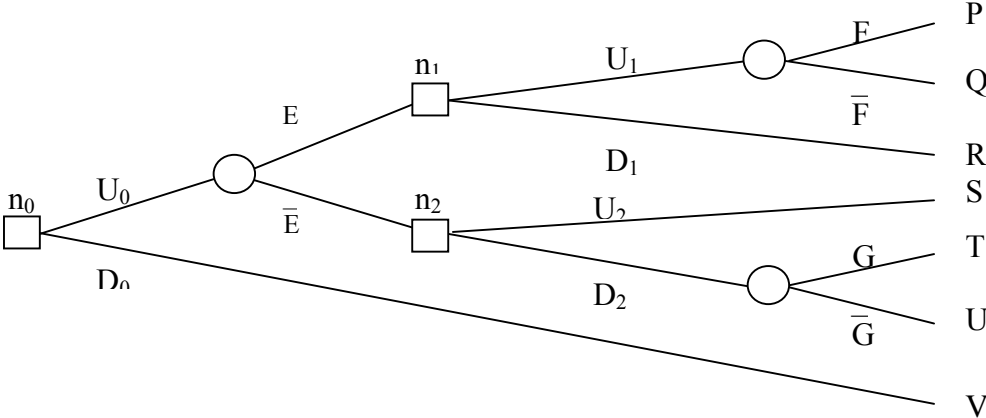 P
F
U₁
n₁
Q
F̅
E
R
D₁
S
U₀
n₂
U₂
n₀
E̅
T
G
D₀
D₂
U
G̅
V